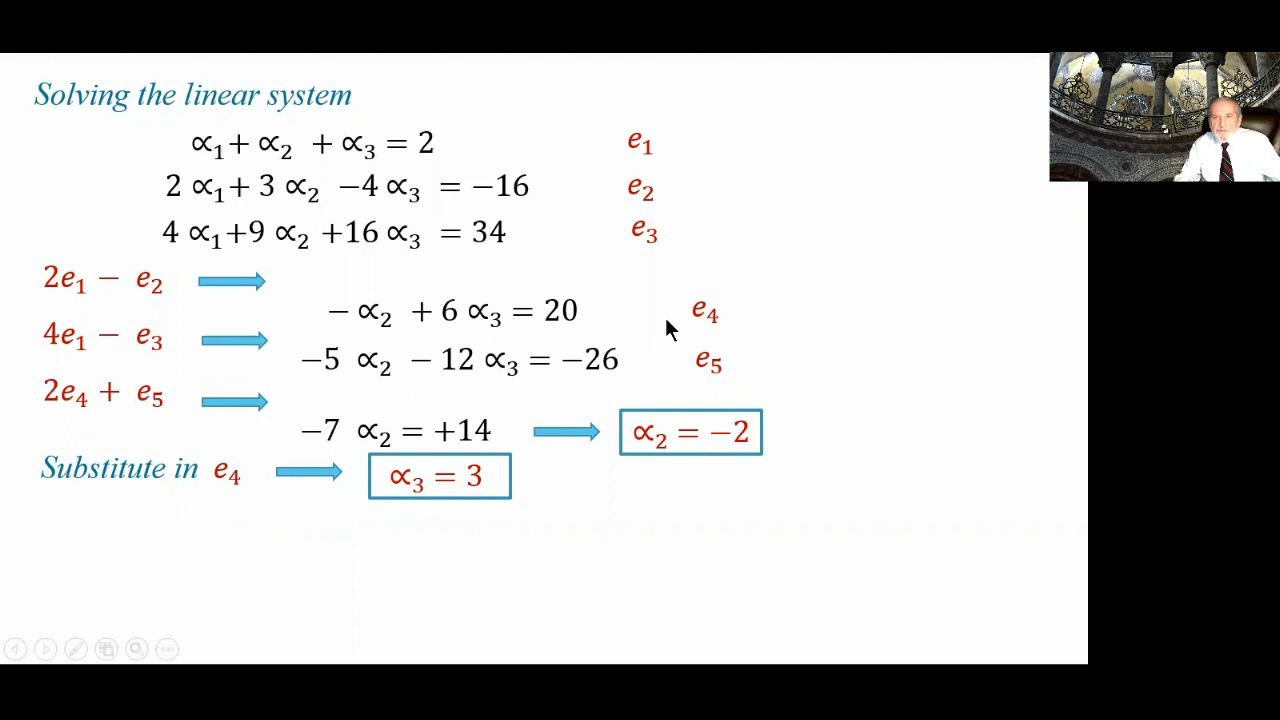 Solving the linear system
∝₁+ ∝₂ + ∝₃ = 2 e₁
2 ∝₁+ 3 ∝₂ −4 ∝₃ = −16 e₂
4 ∝₁+9 ∝₂ +16 ∝₃ = 34 e₃
2e₁ − e₂
− ∝₂ + 6 ∝₃ = 20 e₄
4e₁ − e₃
−5 ∝₂ − 12 ∝₃ = −26 e₅
2e₄ + e₅
−7 ∝₂ = +14 ∝₂ = −2
Substitute in e₄ ∝₃ = 3